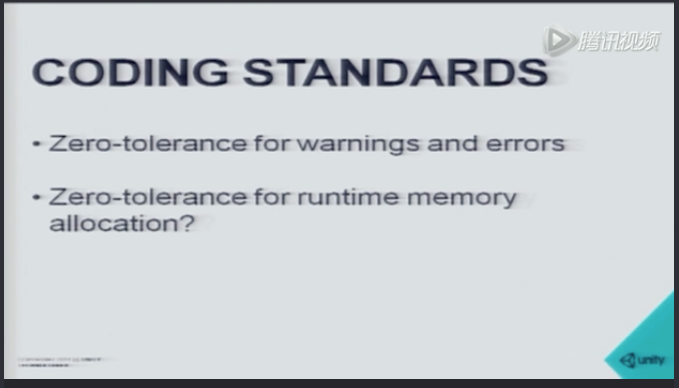 腾讯视频
CODING STANDARDS
• Zero-tolerance for warnings and errors
• Zero-tolerance for runtime memory
allocation?
unity